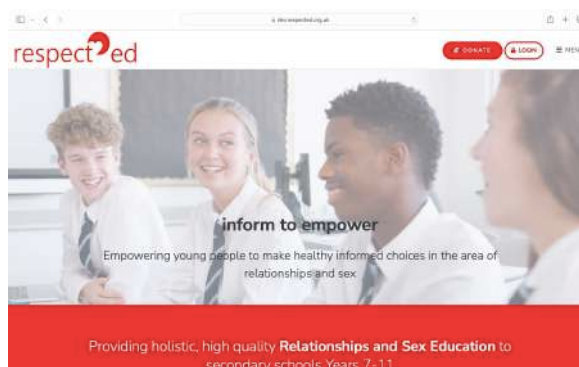 respect ed
DONATE
LOGIN
inform to empower
Empowering young people to make healthy informed choices in the area of
relationships and sex
Providing holistic, high quality Relationships and Sex Education to
secondary schools Years 7-11